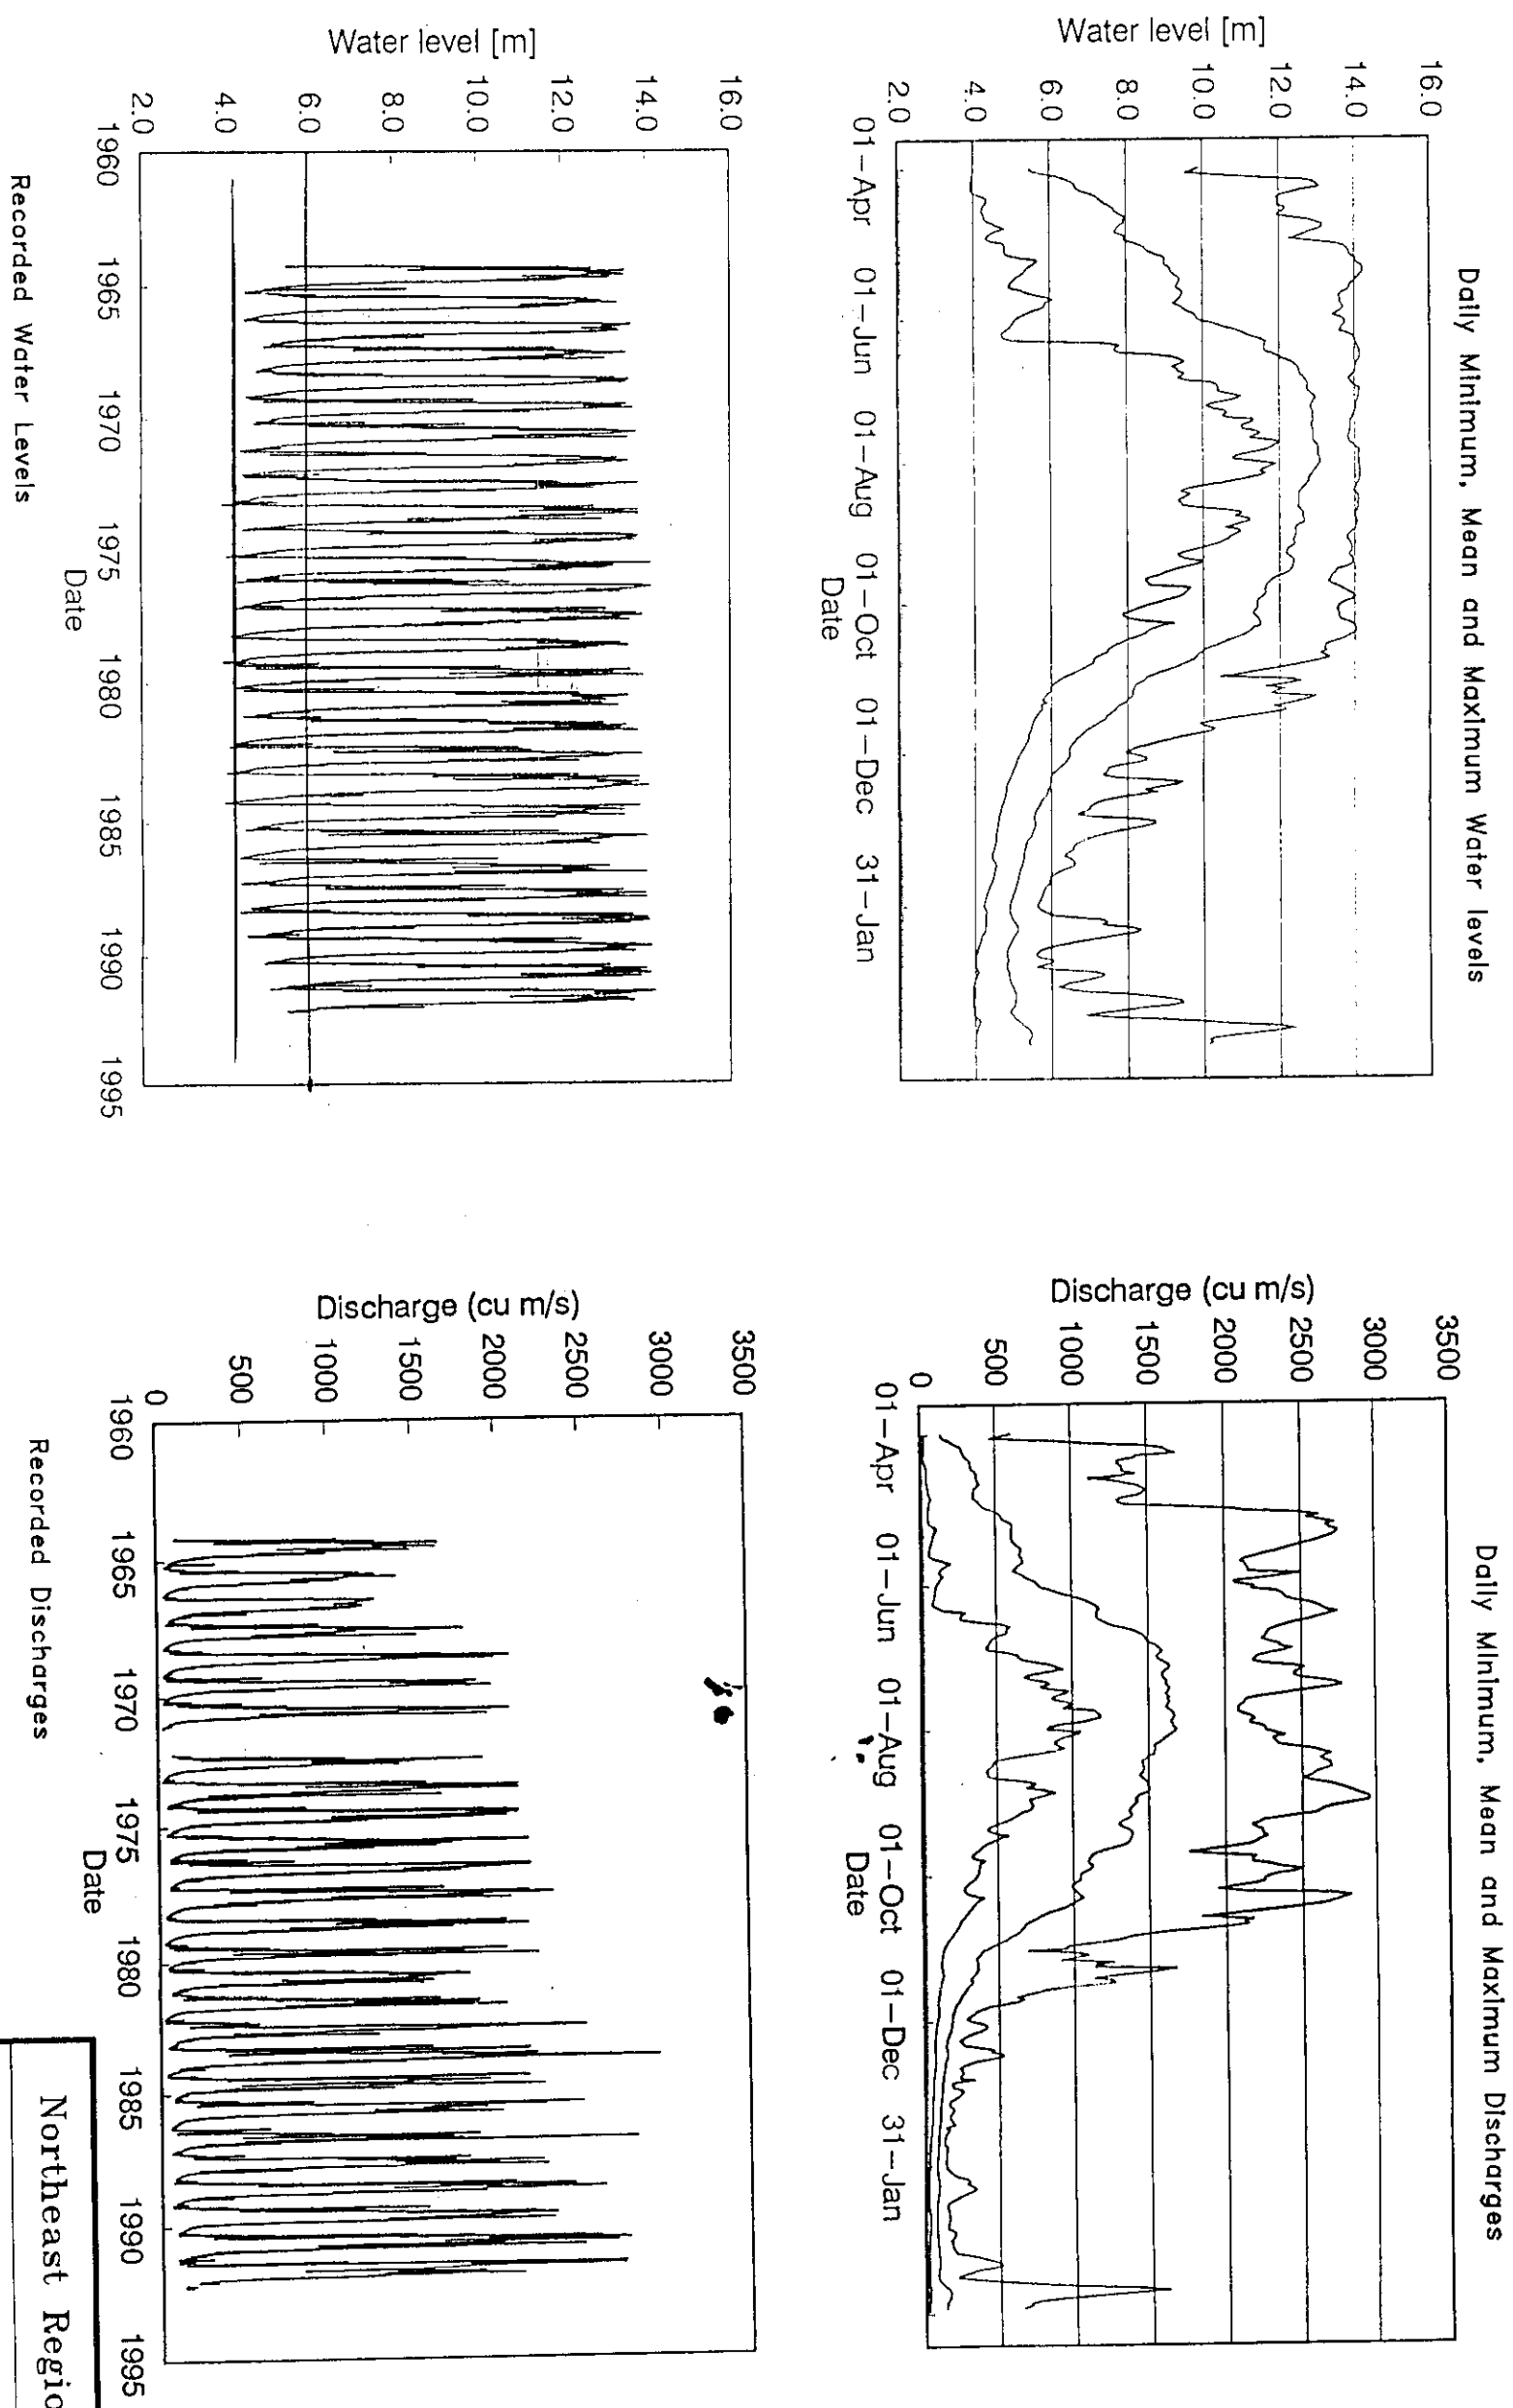 Daily Minimum, Mean and Maximum Water levels
Water level [m]
16.0
14.0
12.0
10.0
8.0
6.0
4.0
2.0
01-Apr 01-Jun 01-Aug 01-Oct 01-Dec 31-Jan
Date
Water level [m]
16.0
14.0
12.0
10.0
8.0
6.0
4.0
2.0
1960 1965 1970 1975 1980 1985 1990 1995
Date
Recorded Water Levels
Daily Minimum, Mean and Maximum Discharges
Discharge (cu m/s)
3500
3000
2500
2000
1500
1000
500
0
01-Apr 01-Jun 01-Aug 01-Oct 01-Dec 31-Jan
Date
Discharge (cu m/s)
3500
3000
2500
2000
1500
1000
500
0
1960 1965 1970 1975 1980 1985 1990 1995
Date
Recorded Discharges
Northeast Regio